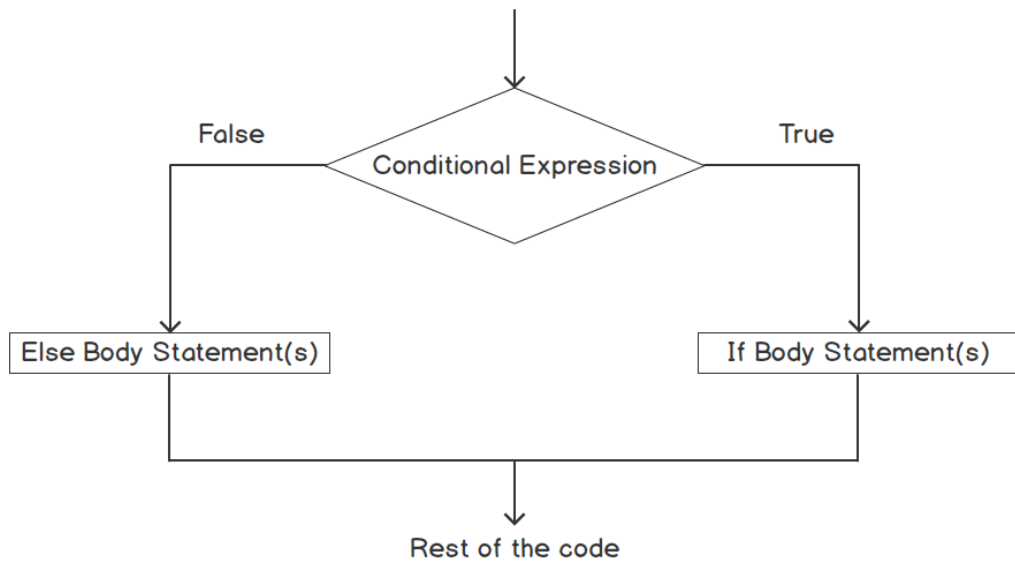 False
True
Conditional Expression
Else Body Statement(s)
If Body Statement(s)
Rest of the code